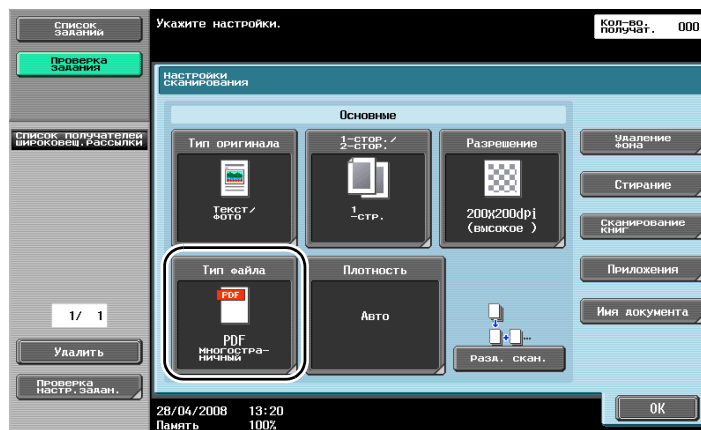 Список
заданий
Проверка
задания
Список получателей
широковещ.рассылки
1/ 1
Удалить
Проверка
настр.задан.
Укажите настройки.
Кол-во.
получат. 000
Настройки
сканирования
Основные
Тип оригинала
Текст/
фото
1-стор./
2-стор.
1
-стр.
Разрешение
200X200dpi
(высокое )
Тип файла
PDF
PDF
многостра-
ничный
Плотность
Авто
Разд. скан.
Удаление
фона
Стирание
Сканирование
книг
Приложения
Имя документа
OK
28/04/2008 13:20
Память 100%